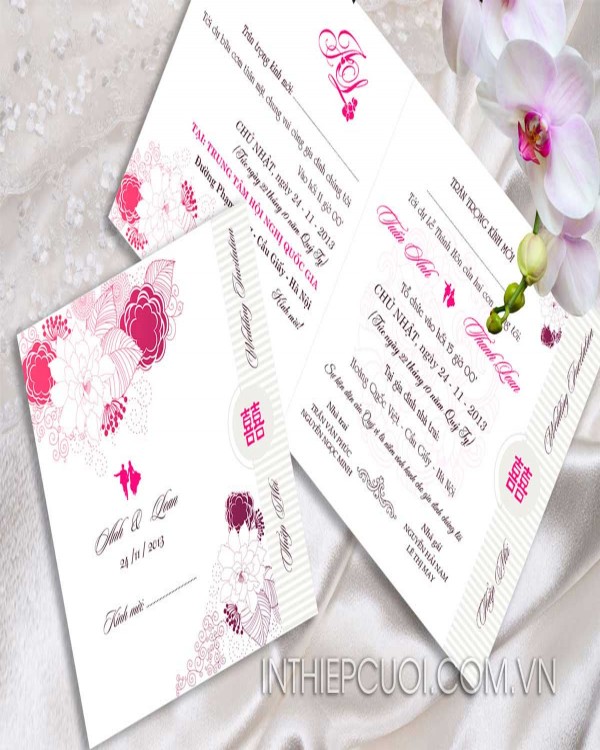 Anh & Loan
24/11/2013
Kính mời:
Wedding Invitation
囍
Thiệp Mời
Trân trọng kính mời:
Tới dự bữa cơm thân mật chung vui cùng gia đình chúng tôi
Vào hồi 11 giờ 00'
CHỦ NHẬT, ngày 24 - 11 - 2013
(Tức ngày 22 tháng 10 năm Quý Tỵ)
TẠI: TRUNG TÂM HỘI NGHỊ QUỐC GIA
Đường
Cầu Giấy - Hà Nội
Kính mời!
TRÂN TRỌNG KÍNH MỜI
Tới dự Lễ Thành Hôn của hai con chúng tôi
Tuấn Anh
Thanh Loan
Tổ chức vào hồi 15 giờ 00'
CHỦ NHẬT, ngày 24 - 11 - 2013
(Tức ngày 22 tháng 10 năm Quý Tỵ)
Tại gia đình nhà trai:
Hoàng Quốc Việt - Cầu Giấy - Hà Nội
Sự hiện diện của Quý vị là niềm vinh hạnh cho gia đình chúng tôi
Nhà trai
TRẦN VĂN PHÚC
NGUYỄN NGỌC MINH
Nhà gái
NGUYỄN HẢI NAM
LÊ THỊ MAY
Wedding Invitation
囍
Thiệp Mời
INTHIEPCUOI.COM.VN